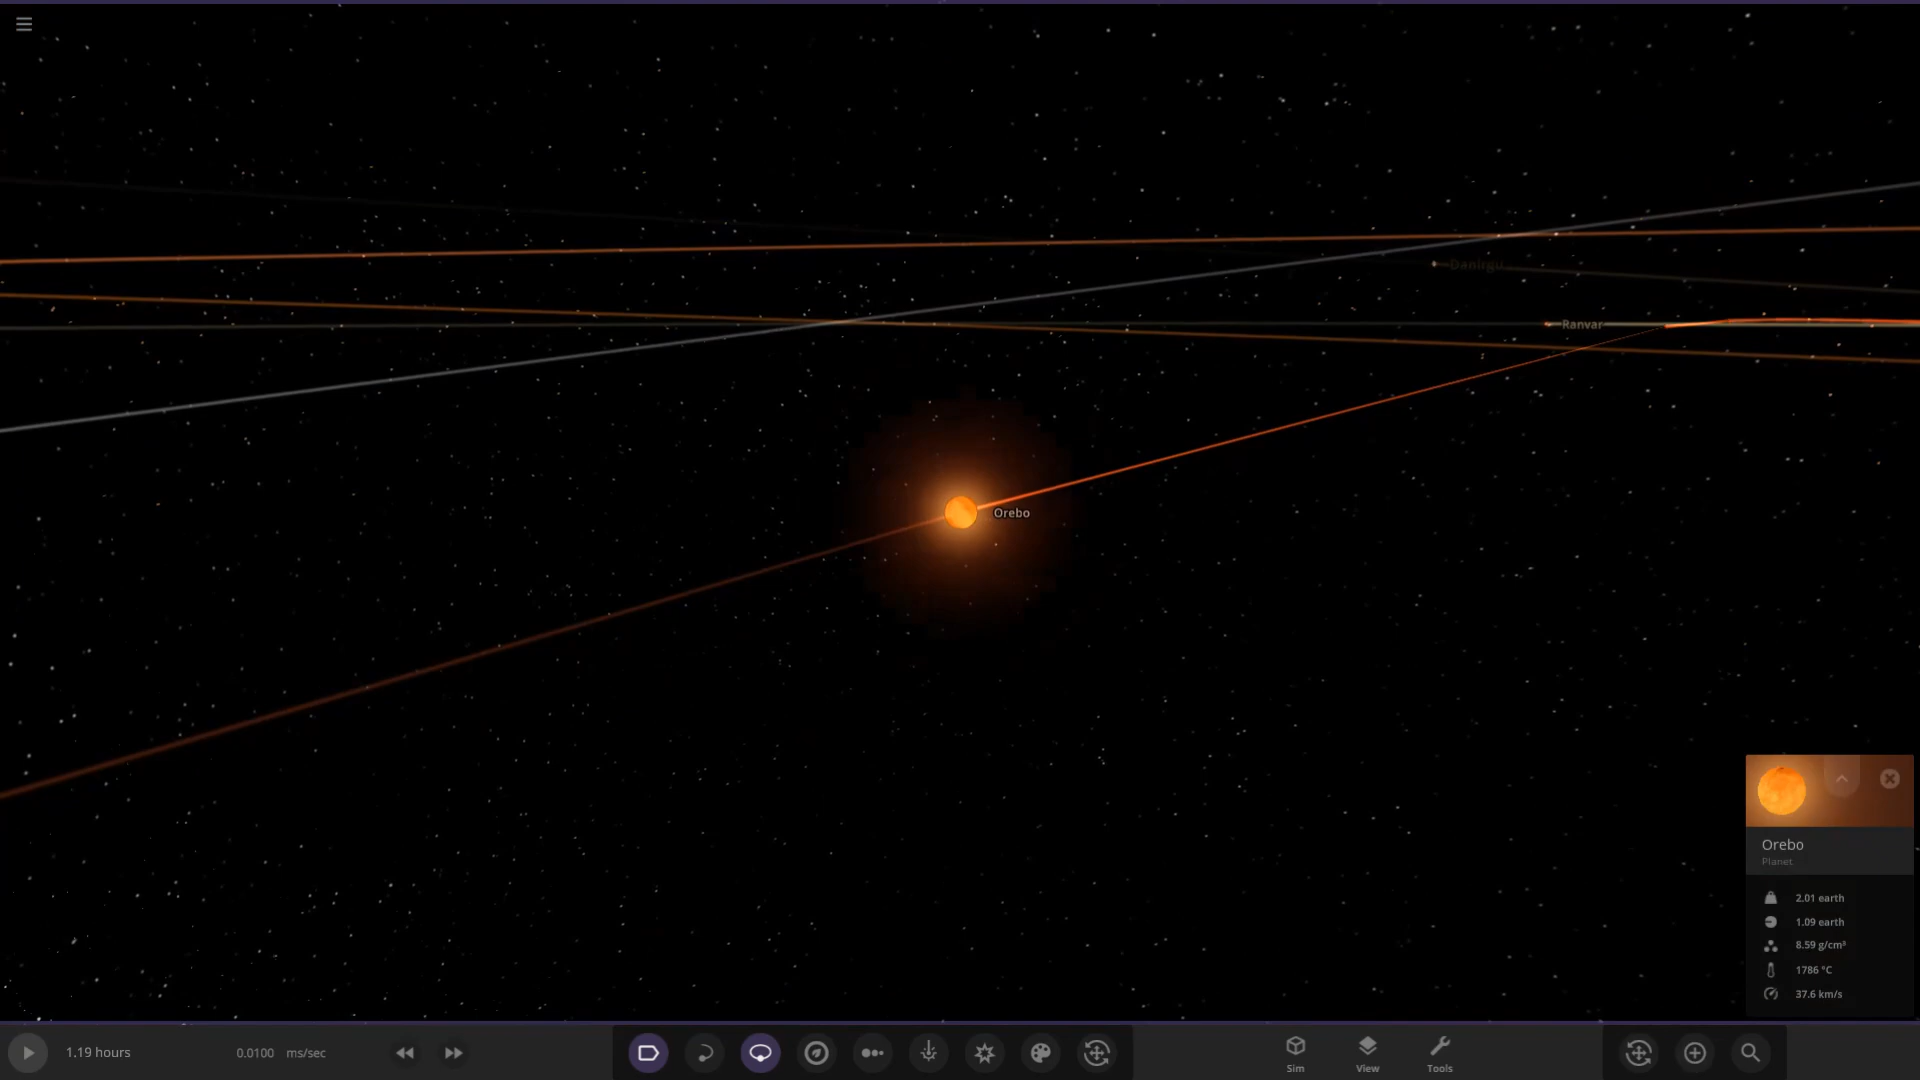 Danirgu
Ranvar
Orebo
Orebo
Planet
2.01 earth
1.09 earth
8.59 g/cm³
1786 °C
37.6 km/s
1.19 hours
0.0100 ms/sec
Sim
View
Tools